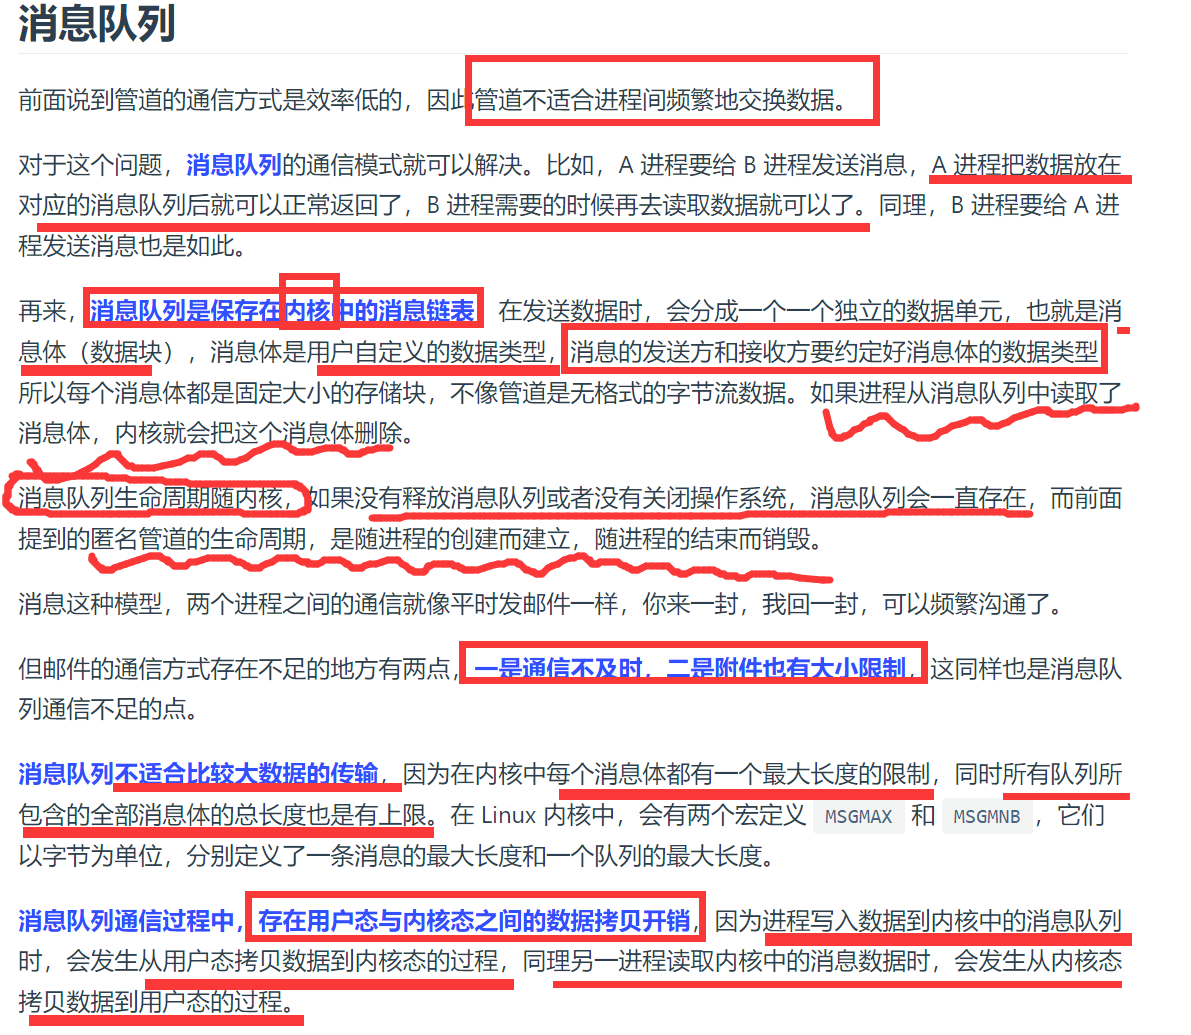 消息队列
前面说到管道的通信方式是效率低的，因此管道不适合进程间频繁地交换数据。
对于这个问题，消息队列的通信模式就可以解决。比如，A 进程要给 B 进程发送消息，A 进程把数据放在
对应的消息队列后就可以正常返回了，B 进程需要的时候再去读取数据就可以了。同理，B 进程要给 A 进
程发送消息也是如此。
再来，消息队列是保存在内核中的消息链表，在发送数据时，会分成一个一个独立的数据单元，也就是消
息体（数据块），消息体是用户自定义的数据类型，消息的发送方和接收方要约定好消息体的数据类型，
所以每个消息体都是固定大小的存储块，不像管道是无格式的字节流数据。如果进程从消息队列中读取了
消息体，内核就会把这个消息体删除。
消息队列生命周期随内核，如果没有释放消息队列或者没有关闭操作系统，消息队列会一直存在，而前面
提到的匿名管道的生命周期，是随进程的创建而建立，随进程的结束而销毁。
消息这种模型，两个进程之间的通信就像平时发邮件一样，你来一封，我回一封，可以频繁沟通了。
但邮件的通信方式存在不足的地方有两点，一是通信不及时，二是附件也有大小限制，这同样也是消息队
列通信不足的点。
消息队列不适合比较大数据的传输，因为在内核中每个消息体都有一个最大长度的限制，同时所有队列所
包含的全部消息体的总长度也是有上限。在 Linux 内核中，会有两个宏定义 MSGMAX 和 MSGMNB ，它们
以字节为单位，分别定义了一条消息的最大长度和一个队列的最大长度。
消息队列通信过程中，存在用户态与内核态之间的数据拷贝开销，因为进程写入数据到内核中的消息队列
时，会发生从用户态拷贝数据到内核态的过程，同理另一进程读取内核中的消息数据时，会发生从内核态
拷贝数据到用户态的过程。